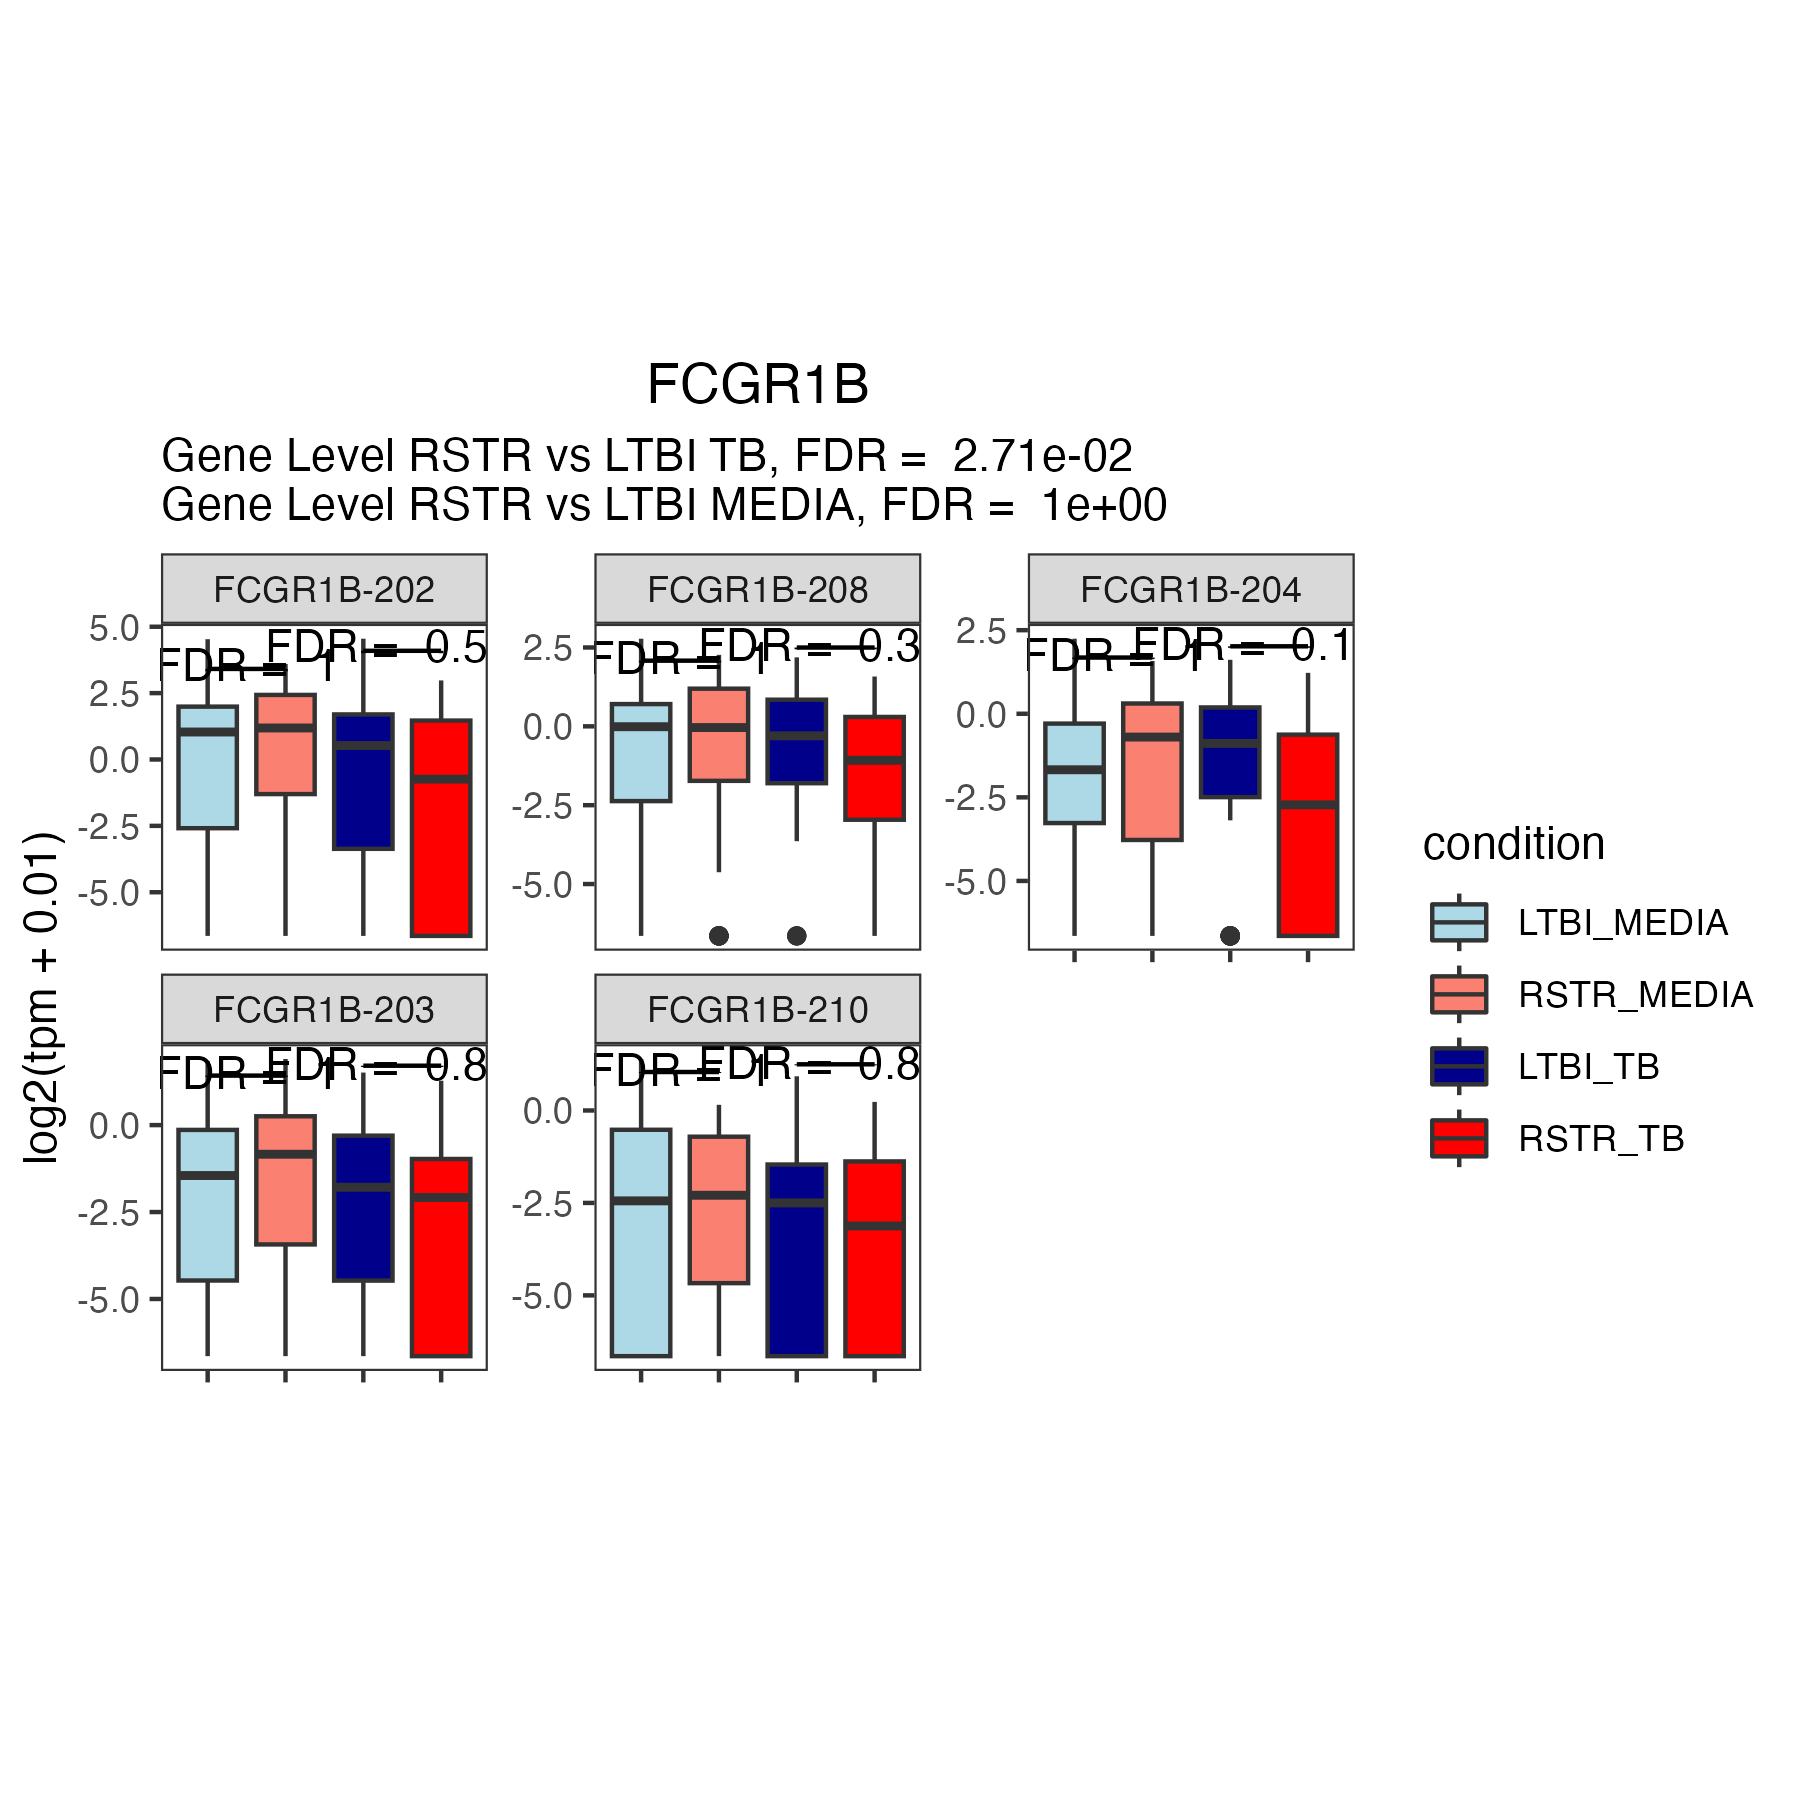 FCGR1B
Gene Level RSTR vs LTBI TB, FDR =  2.71e-02
Gene Level RSTR vs LTBI MEDIA, FDR =  1e+00
FCGR1B-202
FCGR1B-208
FCGR1B-204
5.0
2.5
0.0
-2.5
-5.0
FDR = 1
FDR = 0.5
2.5
0.0
-2.5
-5.0
FDR = 1
FDR = 0.3
2.5
0.0
-2.5
-5.0
FDR = 1
FDR = 0.1
FCGR1B-203
FCGR1B-210
0.0
-2.5
-5.0
FDR = 1
FDR = 0.8
0.0
-2.5
-5.0
FDR = 1
FDR = 0.8
log2(tpm + 0.01)
condition
LTBI_MEDIA
RSTR_MEDIA
LTBI_TB
RSTR_TB